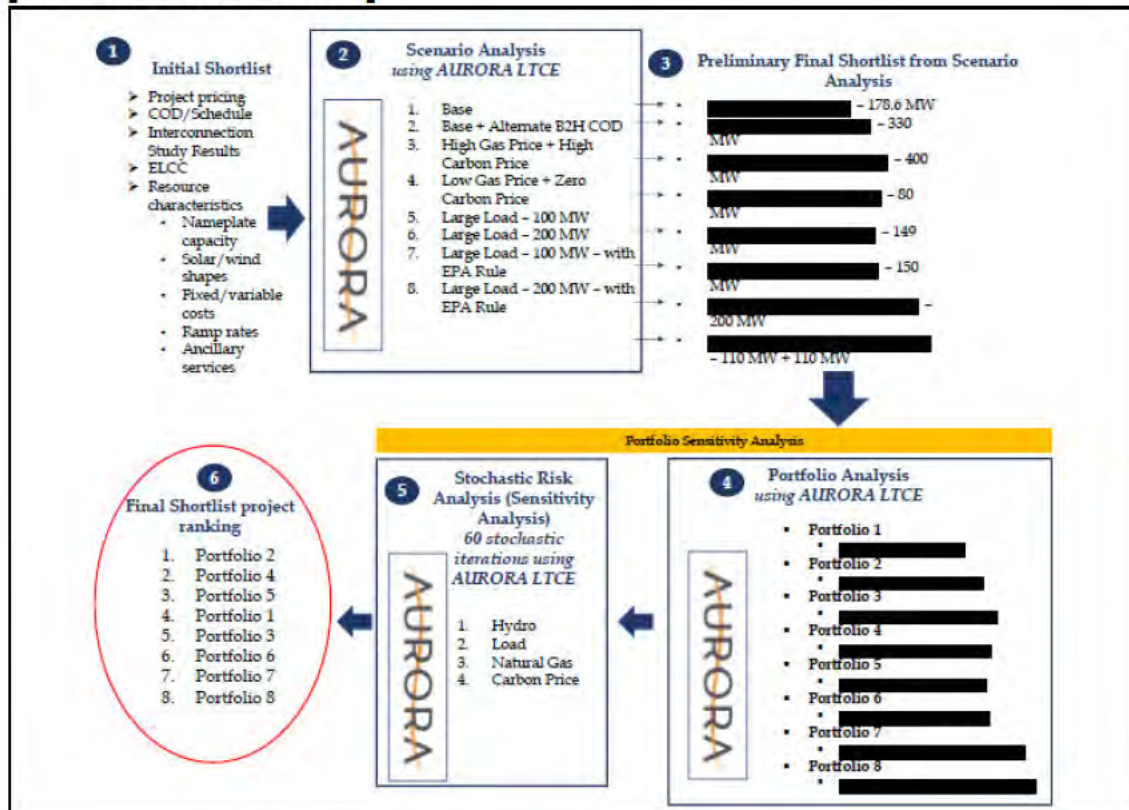 1
Initial Shortlist
➤ Project pricing
➤ COD/Schedule
➤ Interconnection
Study Results
➤ ELCC
➤ Resource
characteristics
• Nameplate
capacity
• Solar/wind
shapes
• Fixed/variable
costs
• Ramp rates
• Ancillary
services
2
Scenario Analysis
using AURORA LTCE
AURORA
1. Base
2. Base + Alternate B2H COD
3. High Gas Price + High
Carbon Price
4. Low Gas Price + Zero
Carbon Price
5. Large Load – 100 MW
6. Large Load – 200 MW
7. Large Load – 100 MW – with
EPA Rule
8. Large Load – 200 MW – with
EPA Rule
3
Preliminary Final Shortlist from Scenario
Analysis
– 178.6 MW
– 330
MW
– 400
MW
– 80
MW
– 149
MW
– 150
MW
–
200 MW
– 110 MW + 110 MW
Portfolio Sensitivity Analysis
4
Portfolio Analysis
using AURORA LTCE
AURORA
▪ Portfolio 1
▪ Portfolio 2
▪ Portfolio 3
▪ Portfolio 4
▪ Portfolio 5
▪ Portfolio 6
▪ Portfolio 7
▪ Portfolio 8
5
Stochastic Risk
Analysis (Sensitivity
Analysis)
60 stochastic
iterations using
AURORA LTCE
AURORA
1. Hydro
2. Load
3. Natural Gas
4. Carbon Price
6
Final Shortlist project
ranking
1. Portfolio 2
2. Portfolio 4
3. Portfolio 5
4. Portfolio 1
5. Portfolio 3
6. Portfolio 6
7. Portfolio 7
8. Portfolio 8